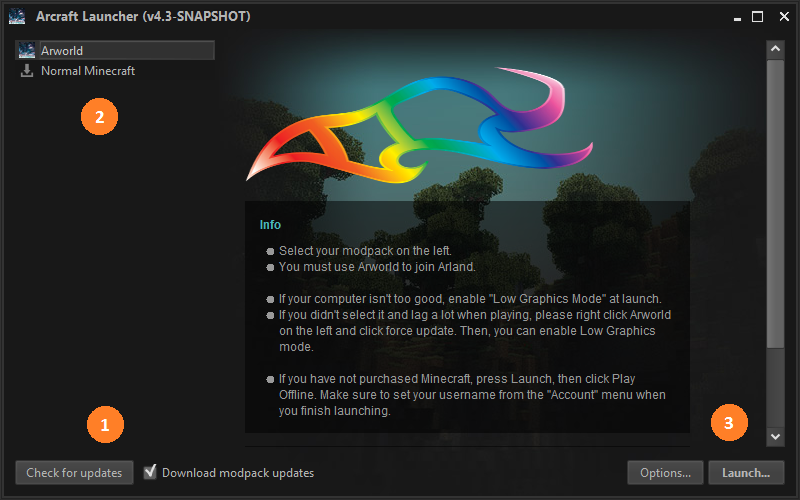 Arcraft Launcher (v4.3-SNAPSHOT)
Arworld
Normal Minecraft
2
Info
Select your modpack on the left.
You must use Arworld to join Arland.
If your computer isn't too good, enable "Low Graphics Mode" at launch.
If you didn't select it and lag a lot when playing, please right click Arworld
on the left and click force update. Then, you can enable Low Graphics
mode.
If you have not purchased Minecraft, press Launch, then click Play
Offline. Make sure to set your username from the "Account" menu when
you finish launching.
1
3
Check for updates
Download modpack updates
Options...
Launch...